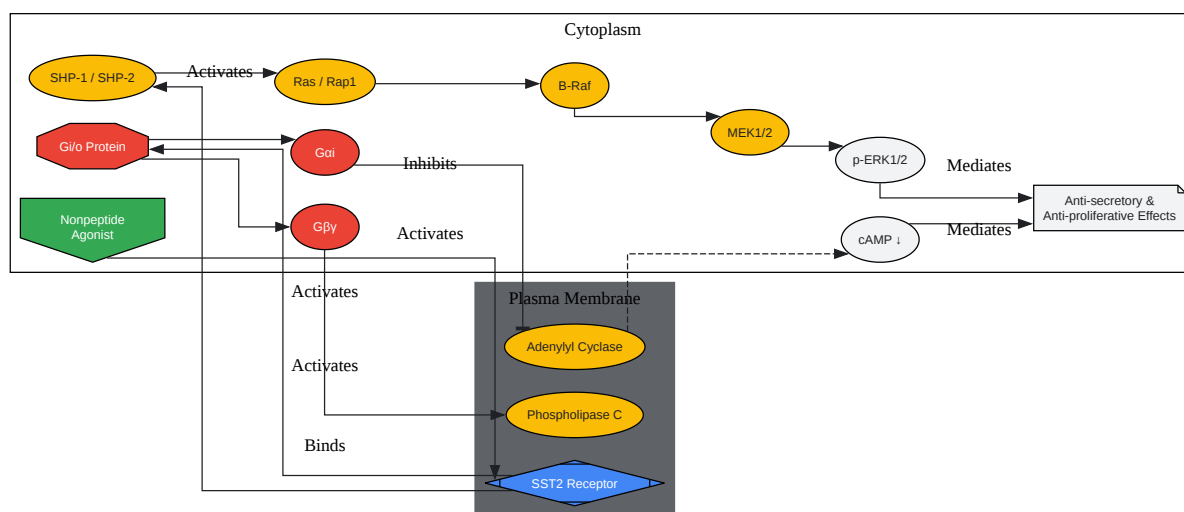 Cytoplasm
SHP-1 / SHP-2
Activates
Ras / Rap1
B-Raf
MEK1/2
Gi/o Protein
Gαi
Inhibits
p-ERK1/2
Mediates
Nonpeptide
Agonist
Gβγ
Activates
cAMP ↓
Mediates
Anti-secretory &
Anti-proliferative Effects
Activates
Plasma Membrane
Adenylyl Cyclase
Activates
Phospholipase C
Binds
SST2 Receptor